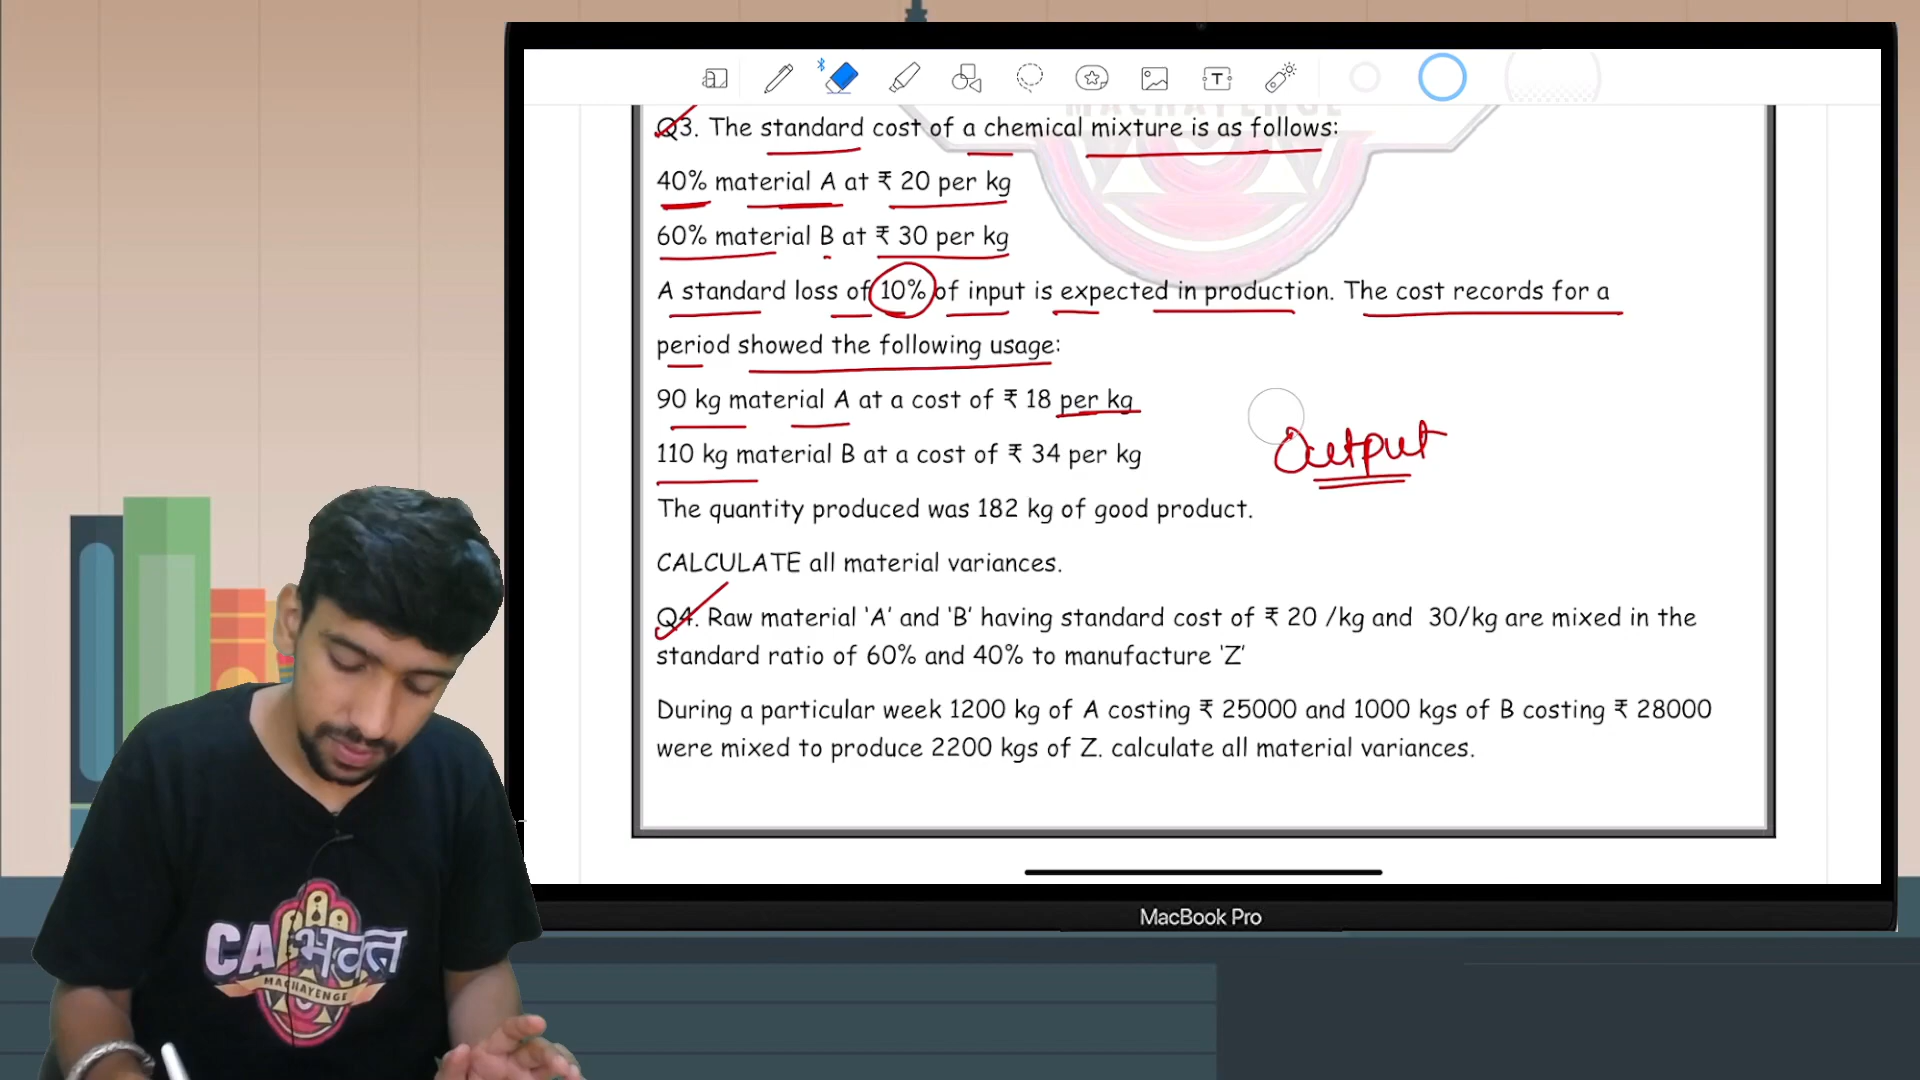 MACHAYENGE
Q3. The standard cost of a chemical mixture is as follows:
40% material A at ₹ 20 per kg
60% material B at ₹ 30 per kg
A standard loss of 10% of input is expected in production. The cost records for a
period showed the following usage:
90 kg material A at a cost of ₹ 18 per kg
110 kg material B at a cost of ₹ 34 per kg
Output
The quantity produced was 182 kg of good product.
CALCULATE all material variances.
Q4. Raw material ‘A’ and ‘B’ having standard cost of ₹ 20 /kg and 30/kg are mixed in the
standard ratio of 60% and 40% to manufacture ‘Z’
During a particular week 1200 kg of A costing ₹ 25000 and 1000 kgs of B costing ₹ 28000
were mixed to produce 2200 kgs of Z. calculate all material variances.
MacBook Pro
CA भक्त
MACHAYENGE